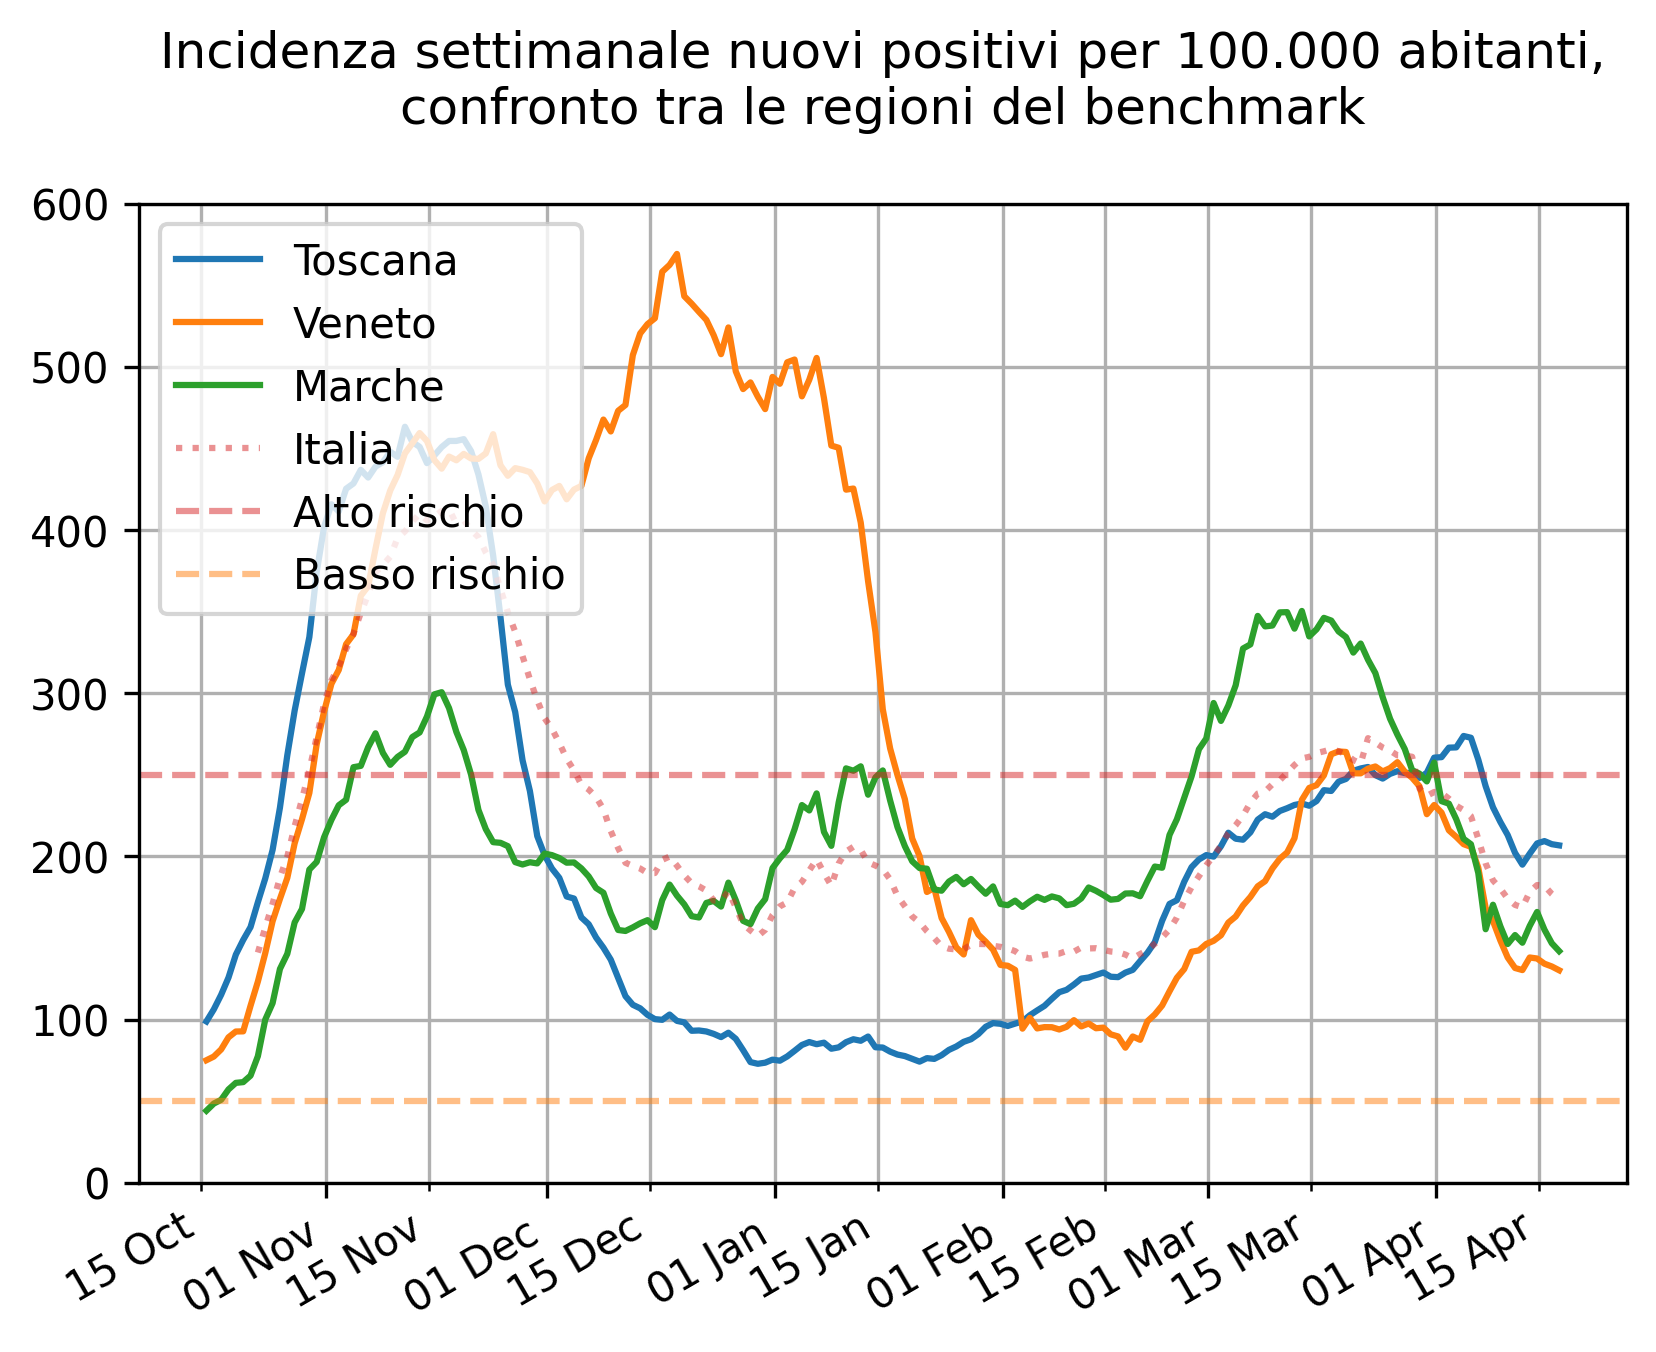 Incidenza settimanale nuovi positivi per 100.000 abitanti,
confronto tra le regioni del benchmark
600
500
400
300
200
100
0
Toscana
Veneto
Marche
Italia
Alto rischio
Basso rischio
15 Oct
01 Nov
15 Nov
01 Dec
15 Dec
01 Jan
15 Jan
01 Feb
15 Feb
01 Mar
15 Mar
01 Apr
15 Apr